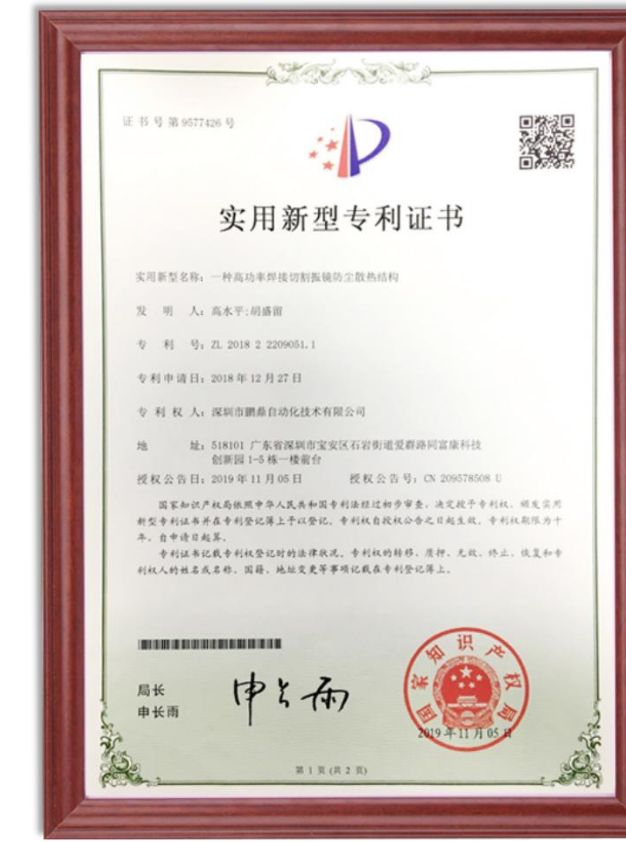 证书号第9577426号
实用新型专利证书
实用新型名称：一种高功率焊接切割振镜防尘散热结构
发 明 人：高水平;胡盛留
专 利 号：ZL 2018 2 2209051.1
专利申请日：2018年12月27日
专 利 权 人：深圳市鹏鼎自动化技术有限公司
地 址：518101 广东省深圳市宝安区石岩街道爱群路同富康科技
创新园1-5栋一楼前台
授权公告日：2019年11月05日 授权公告号：CN 209578508 U
国家知识产权局依照中华人民共和国专利法经过初步审查，决定授予专利权，颁发实用
新型专利证书并在专利登记簿上予以登记。专利权自授权公告之日起生效。专利权期限为十
年，自申请日起算。
专利证书记载专利权登记时的法律状况。专利权的转移、质押、无效、终止、恢复和专
利权人的姓名或名称、国籍、地址变更等事项记载在专利登记簿上。
局长
申长雨
申长雨
国家知识产权局
2019年11月05日
第 1 页 (共 2 页)